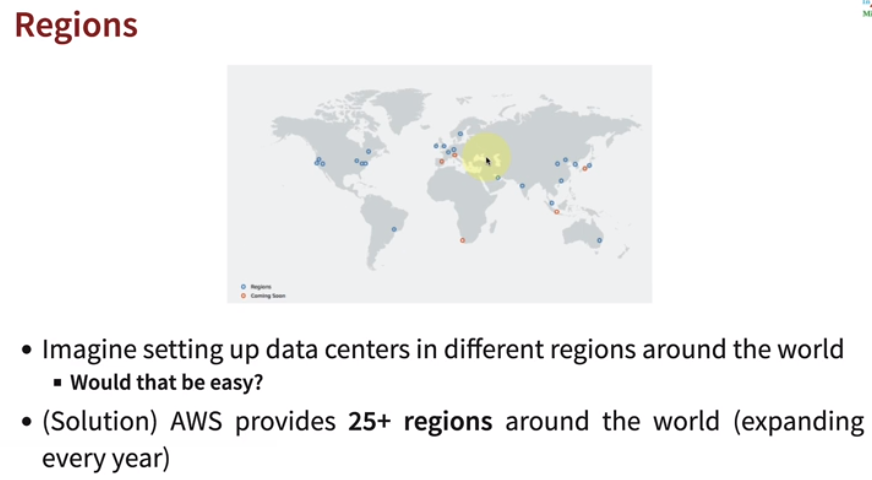 Regions
Regions
Coming Soon
Imagine setting up data centers in different regions around the world
Would that be easy?
(Solution) AWS provides 25+ regions around the world (expanding
every year)